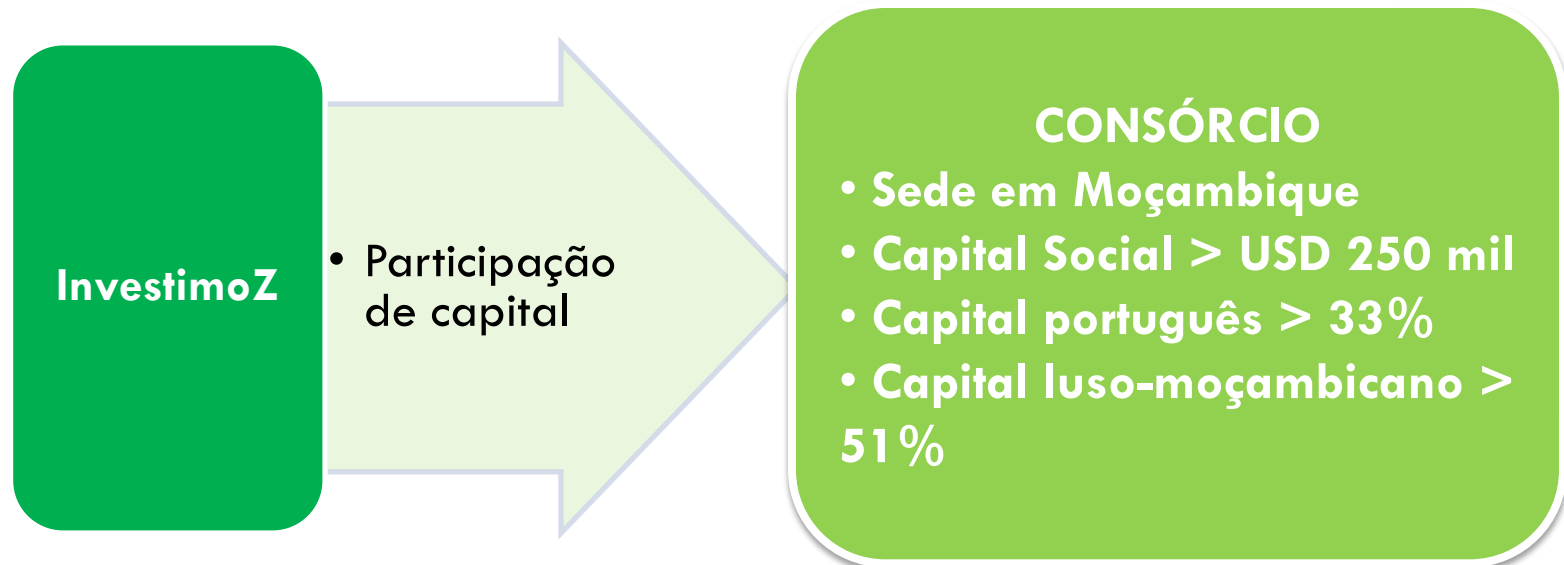 InvestimoZ
• Participação
de capital
CONSÓRCIO
• Sede em Moçambique
• Capital Social > USD 250 mil
• Capital português > 33%
• Capital luso-moçambicano >
51%